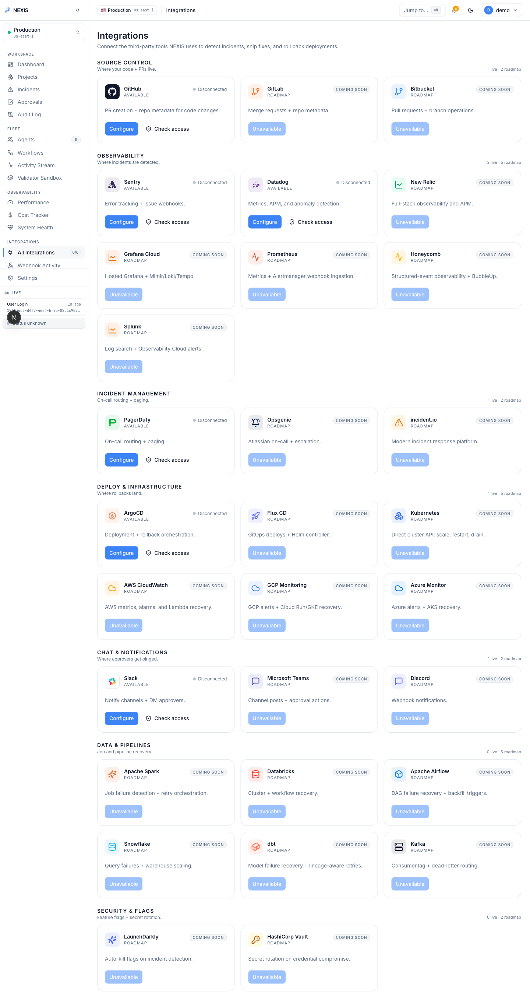 NEXIS
Production
us-east-1
WORKSPACE
Dashboard
Projects
Incidents
Approvals
Audit Log
FLEET
Agents 9
Workflows
Activity Stream
Validator Sandbox
OBSERVABILITY
Performance
Cost Tracker
System Health
INTEGRATIONS
All Integrations 0/6
Webhook Activity
Settings
LIVE
User Login 1m ago
unknown
Production us-east-1 Integrations
Jump to... ⌘K 4 D demo
Integrations
Connect the third-party tools NEXIS uses to detect incidents, ship fixes, and roll back deployments.
SOURCE CONTROL
Where your code + PRs live. 1 live · 2 roadmap
GitHub Disconnected
AVAILABLE
PR creation + repo metadata for code changes.
Configure Check access
GitLab COMING SOON
ROADMAP
Merge requests + repo metadata.
Unavailable
Bitbucket COMING SOON
ROADMAP
Pull requests + branch operations.
Unavailable
OBSERVABILITY
Where incidents are detected. 2 live · 5 roadmap
Sentry Disconnected
AVAILABLE
Error tracking + issue webhooks.
Configure Check access
Datadog Disconnected
AVAILABLE
Metrics, APM, and anomaly detection.
Configure Check access
New Relic COMING SOON
ROADMAP
Full-stack observability and APM.
Unavailable
Grafana Cloud COMING SOON
ROADMAP
Hosted Grafana + Mimir/Loki/Tempo.
Unavailable
Prometheus COMING SOON
ROADMAP
Metrics + Alertmanager webhook ingestion.
Unavailable
Honeycomb COMING SOON
ROADMAP
Structured-event observability + BubbleUp.
Unavailable
Splunk COMING SOON
ROADMAP
Log search + Observability Cloud alerts.
Unavailable
INCIDENT MANAGEMENT
On-call routing + paging. 1 live · 2 roadmap
PagerDuty Disconnected
AVAILABLE
On-call routing + paging.
Configure Check access
Opsgenie COMING SOON
ROADMAP
Atlassian on-call + escalation.
Unavailable
incident.io COMING SOON
ROADMAP
Modern incident response platform.
Unavailable
DEPLOY & INFRASTRUCTURE
Where rollbacks land. 1 live · 5 roadmap
ArgoCD Disconnected
AVAILABLE
Deployment + rollback orchestration.
Configure Check access
Flux CD COMING SOON
ROADMAP
GitOps deploys + Helm controller.
Unavailable
Kubernetes COMING SOON
ROADMAP
Direct cluster API: scale, restart, drain.
Unavailable
AWS CloudWatch COMING SOON
ROADMAP
AWS metrics, alarms, and Lambda recovery.
Unavailable
GCP Monitoring COMING SOON
ROADMAP
GCP alerts + Cloud Run/GKE recovery.
Unavailable
Azure Monitor COMING SOON
ROADMAP
Azure alerts + AKS recovery.
Unavailable
CHAT & NOTIFICATIONS
Where approvers get pinged. 1 live · 2 roadmap
Slack Disconnected
AVAILABLE
Notify channels + DM approvers.
Configure Check access
Microsoft Teams COMING SOON
ROADMAP
Channel posts + approval actions.
Unavailable
Discord COMING SOON
ROADMAP
Webhook notifications.
Unavailable
DATA & PIPELINES
Job and pipeline recovery. 0 live · 6 roadmap
Apache Spark COMING SOON
ROADMAP
Job failure detection + retry orchestration.
Unavailable
Databricks COMING SOON
ROADMAP
Cluster + workflow recovery.
Unavailable
Apache Airflow COMING SOON
ROADMAP
DAG failure recovery + backfill triggers.
Unavailable
Snowflake COMING SOON
ROADMAP
Query failures + warehouse scaling.
Unavailable
dbt COMING SOON
ROADMAP
Model failure recovery + lineage-aware retries.
Unavailable
Kafka COMING SOON
ROADMAP
Consumer lag + dead-letter routing.
Unavailable
SECURITY & FLAGS
Feature flags + secret rotation. 0 live · 2 roadmap
LaunchDarkly COMING SOON
ROADMAP
Auto-kill flags on incident detection.
Unavailable
HashiCorp Vault COMING SOON
ROADMAP
Secret rotation on credential compromise.
Unavailable